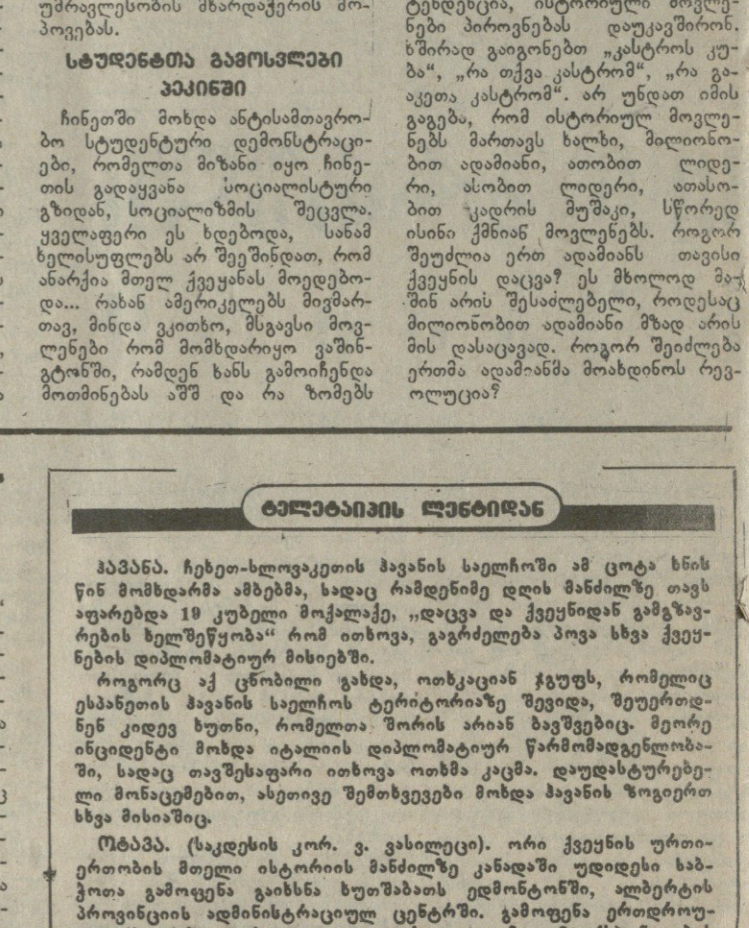 უმრავლესობის მხარდაჭერის მო-
პოვებას.
სტუდენტთა გამოსვლები
პეკინში
ჩინეთში მოხდა ანტისამთავრო-
ბო სტუდენტური დემონსტრაცი-
ები, რომელთა მიზანი იყო ჩინე-
თის გადაყვანა სოციალისტური
გზიდან, სოციალიზმის შეცვლა.
ყველაფერი ეს ხდებოდა, სანამ
ხელისუფლებს არ შეეშინდათ, რომ
ანარქია მთელ ქვეყანას მოედებო-
და... რახან ამერიკელებს მივმარ-
თავ, მინდა ვკითხო, მსგავსი მოვ-
ლენები რომ მომხდარიყო ვაშინ-
გტონში, რამდენ ხანს გამოიჩენდა
მოთმინებას აშშ და რა ზომებს
ტენდენცია, ისტორიული მოვლე-
ნები პიროვნებას დაუკავშირონ.
ხშირად გაიგონებთ „კასტროს კუ-
ბა“, „რა თქვა კასტრომ“, „რა გა-
აკეთა კასტრომ“. არ უნდათ იმის
გაგება, რომ ისტორიულ მოვლე-
ნებს მართავს ხალხი, მილიონო-
ბით ადამიანი, ათობით ლიდე-
რი, ასობით ლიდერი, ათასო-
ბით კადრის მუშაკი, სწორედ
ისინი ქმნიან მოვლენებს. როგორ
შეუძლია ერთ ადამიანს თავისი
ქვეყნის დაცვა? ეს მხოლოდ მა-
შინ არის შესაძლებელი, როდესაც
მილიონობით ადამიანი მზად არის
მის დასაცავად. როგორ შეიძლება
ერთმა ადამიანმა მოახდინოს რევ-
ოლუცია?
ტელეტაიპის ლენტიდან
ჰავანა. ჩეხეთ-სლოვაკეთის ჰავანის საელჩოში ამ ცოტა ხნის
წინ მომხდარმა ამბებმა, სადაც რამდენიმე დღის მანძილზე თავს
აფარებდა 19 კუბელი მოქალაქე, „დაცვა და ქვეყნიდან გამგზავ-
რების ხელშეწყობა“ რომ ითხოვა, გაგრძელება პოვა სხვა ქვეყ-
ნების დიპლომატიურ მისიებში.
როგორც აქ ცნობილი გახდა, ოთხკაციან ჯგუფს, რომელიც
ესპანეთის ჰავანის საელჩოს ტერიტორიაზე შევიდა, შეუერთდ-
ნენ კიდევ ხუთნი, რომელთა შორის არიან ბავშვებიც. მეორე
ინციდენტი მოხდა იტალიის დიპლომატიურ წარმომადგენლობა-
ში, სადაც თავშესაფარი ითხოვა ოთხმა კაცმა. დაუდასტურებე-
ლი მონაცემებით, ასეთივე შემთხვევები მოხდა ჰავანის ზოგიერთ
სხვა მისიაშიც.
ოტავა. (საკდესის კორ. ვ. ვასილეცი). ორი ქვეყნის ურთი-
ერთობის მთელი ისტორიის მანძილზე კანადაში უდიდესი საბ-
ჭოთა გამოფენა გაიხსნა ხუთშაბათს ედმონტონში, ალბერტის
პროვინციის ადმინისტრაციულ ცენტრში. გამოფენა ერთდროუ-